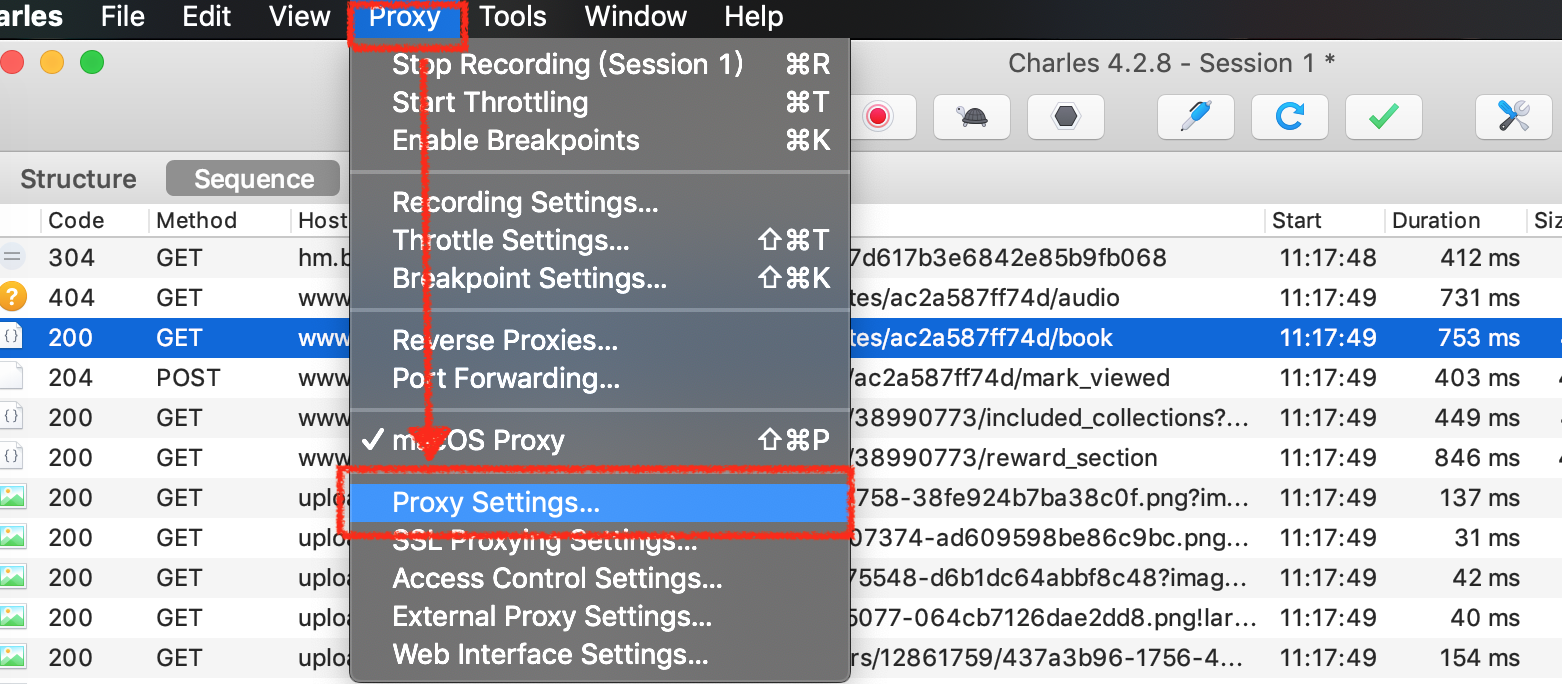 arles File Edit View Proxy Tools Window Help
Charles 4.2.8 - Session 1 *
Stop Recording (Session 1) ⌘R
Start Throttling ⌘T
Enable Breakpoints ⌘K
Recording Settings...
Throttle Settings... ⇧⌘T
Breakpoint Settings... ⇧⌘K
Reverse Proxies...
Port Forwarding...
✓ macOS Proxy ⇧⌘P
Proxy Settings...
SSL Proxying Settings...
Access Control Settings...
External Proxy Settings...
Web Interface Settings...
Structure Sequence
Code Method Host Start Duration Siz
304 GET hm.b 7d617b3e6842e85b9fb068 11:17:48 412 ms
404 GET www tes/ac2a587ff74d/audio 11:17:49 731 ms
200 GET www tes/ac2a587ff74d/book 11:17:49 753 ms
204 POST www /ac2a587ff74d/mark_viewed 11:17:49 403 ms
200 GET www /38990773/included_collections?... 11:17:49 449 ms
200 GET www /38990773/reward_section 11:17:49 846 ms
200 GET uplo 758-38fe924b7ba38c0f.png?im... 11:17:49 137 ms
200 GET uplo 07374-ad609598be86c9bc.png... 11:17:49 31 ms
200 GET uplo 75548-d6b1dc64abbf8c48?imag... 11:17:49 42 ms
200 GET uplo 5077-064cb7126dae2dd8.png!lar... 11:17:49 40 ms
200 GET uplo rs/12861759/437a3b96-1756-4... 11:17:49 154 ms